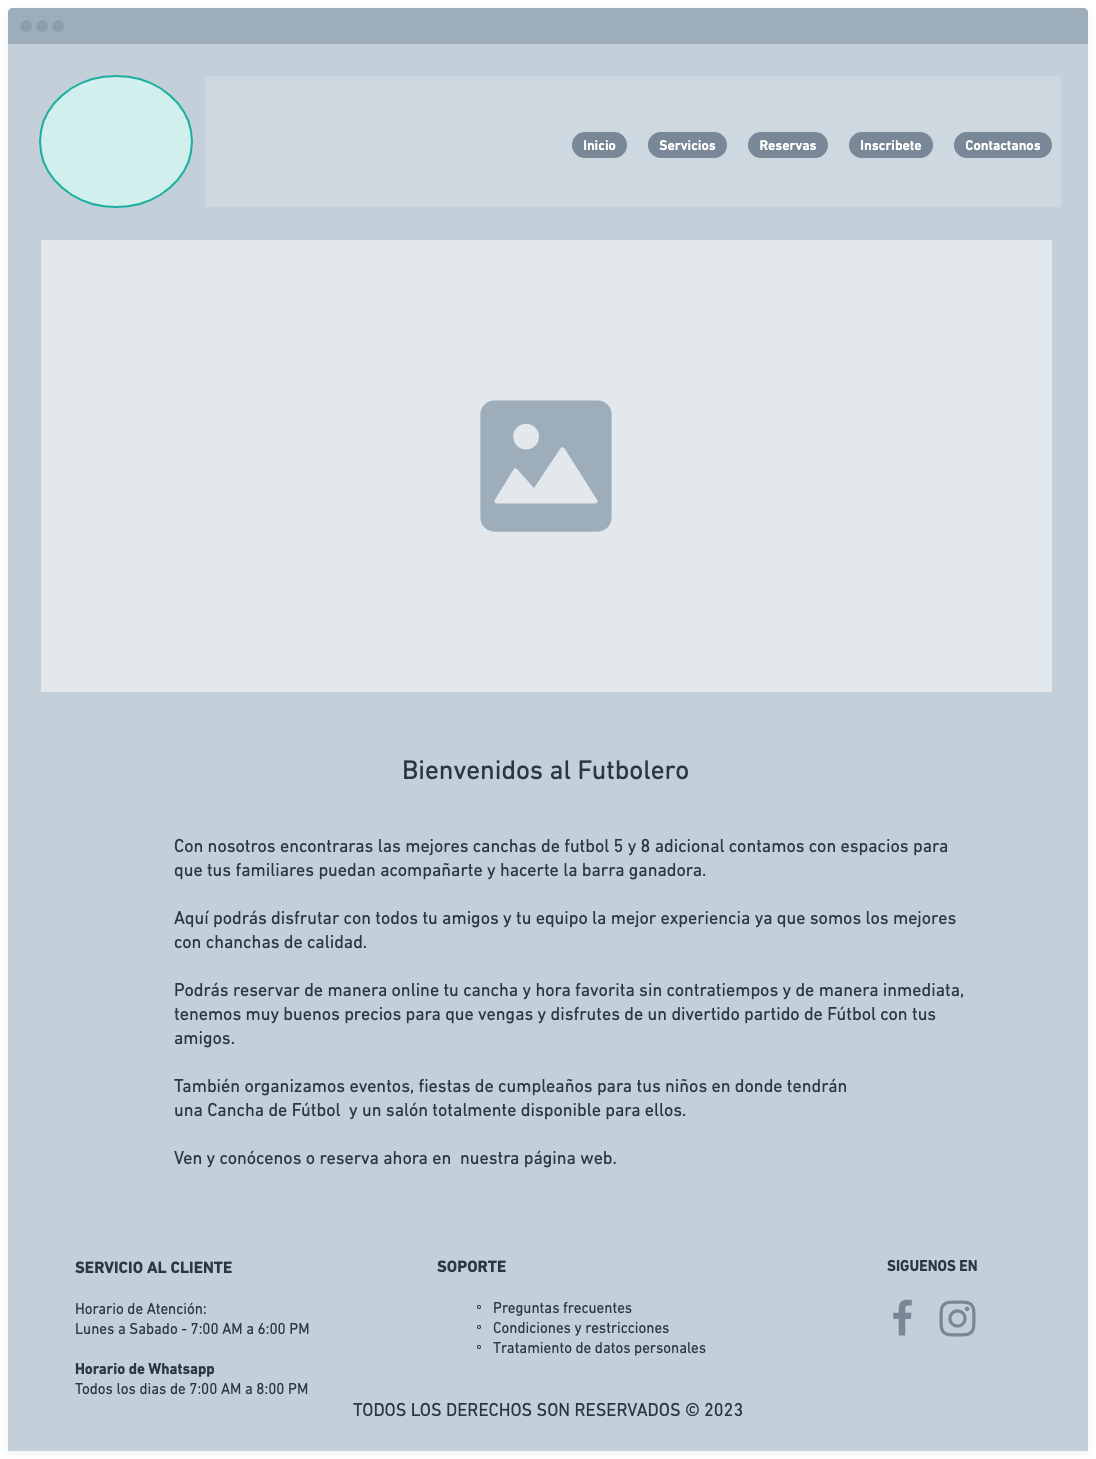 Inicio
Servicios
Reservas
Inscribete
Contactanos
Bienvenidos al Futbolero
Con nosotros encontraras las mejores canchas de futbol 5 y 8 adicional contamos con espacios para
que tus familiares puedan acompañarte y hacerte la barra ganadora.
Aquí podrás disfrutar con todos tu amigos y tu equipo la mejor experiencia ya que somos los mejores
con chanchas de calidad.
Podrás reservar de manera online tu cancha y hora favorita sin contratiempos y de manera inmediata,
tenemos muy buenos precios para que vengas y disfrutes de un divertido partido de Fútbol con tus
amigos.
También organizamos eventos, fiestas de cumpleaños para tus niños en donde tendrán
una Cancha de Fútbol  y un salón totalmente disponible para ellos.
Ven y conócenos o reserva ahora en  nuestra página web.
SERVICIO AL CLIENTE
Horario de Atención:
Lunes a Sabado - 7:00 AM a 6:00 PM
Horario de Whatsapp
Todos los dias de 7:00 AM a 8:00 PM
SOPORTE
Preguntas frecuentes
Condiciones y restricciones
Tratamiento de datos personales
SIGUENOS EN
TODOS LOS DERECHOS SON RESERVADOS © 2023